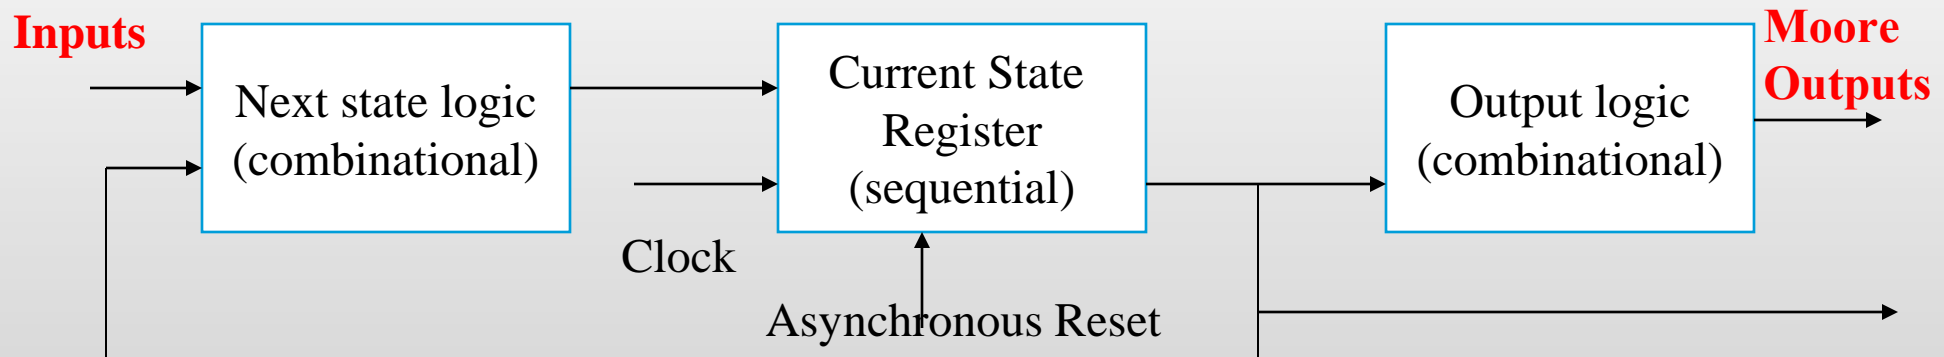 Inputs
Next state logic
(combinational)
Clock
Current State
Register
(sequential)
Asynchronous Reset
Output logic
(combinational)
Moore
Outputs